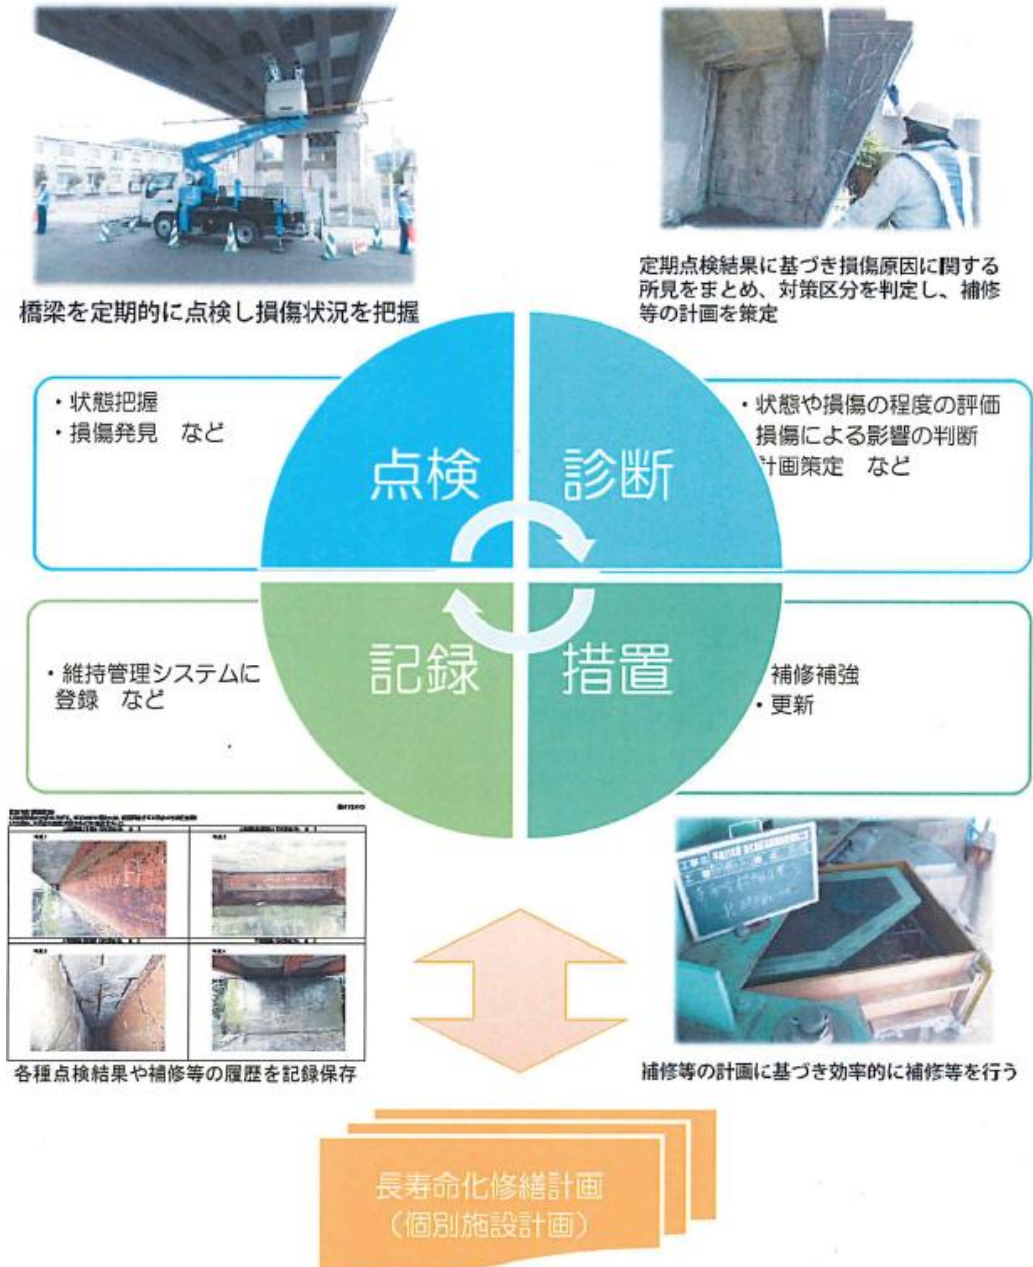 橋梁を定期的に点検し損傷状況を把握
定期点検結果に基づき損傷原因に関する
所見をまとめ、対策区分を判定し、補修
等の計画を策定
・状態把握
・損傷発見 など
点検
診断
・状態や損傷の程度の評価
損傷による影響の判断
計画策定 など
・維持管理システムに
登録 など
記録
措置
補修補強
・更新
各種点検結果や補修等の履歴を記録保存
補修等の計画に基づき効率的に補修等を行う
長寿命化修繕計画
（個別施設計画）